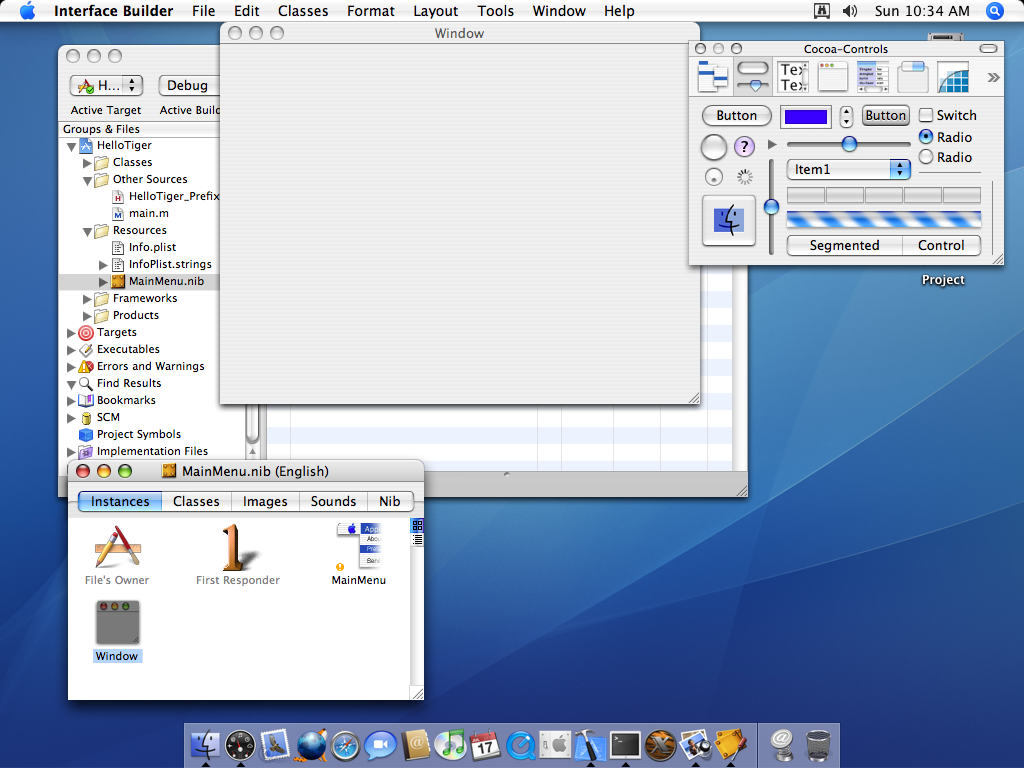 Interface Builder File Edit Classes Format Layout Tools Window Help Sun 10:34 AM
Window
Cocoa-Controls
H... Debug
Active Target Active Buil
Groups & Files
HelloTiger
Classes
Other Sources
HelloTiger_Prefix
main.m
Resources
Info.plist
InfoPlist.strings
MainMenu.nib
Frameworks
Products
Targets
Executables
Errors and Warnings
Find Results
Bookmarks
SCM
Project Symbols
Implementation Files
Button Button Switch
Radio
Radio
?
Item1
Segmented Control
Project
MainMenu.nib (English)
Instances Classes Images Sounds Nib
File's Owner First Responder MainMenu
Window
17